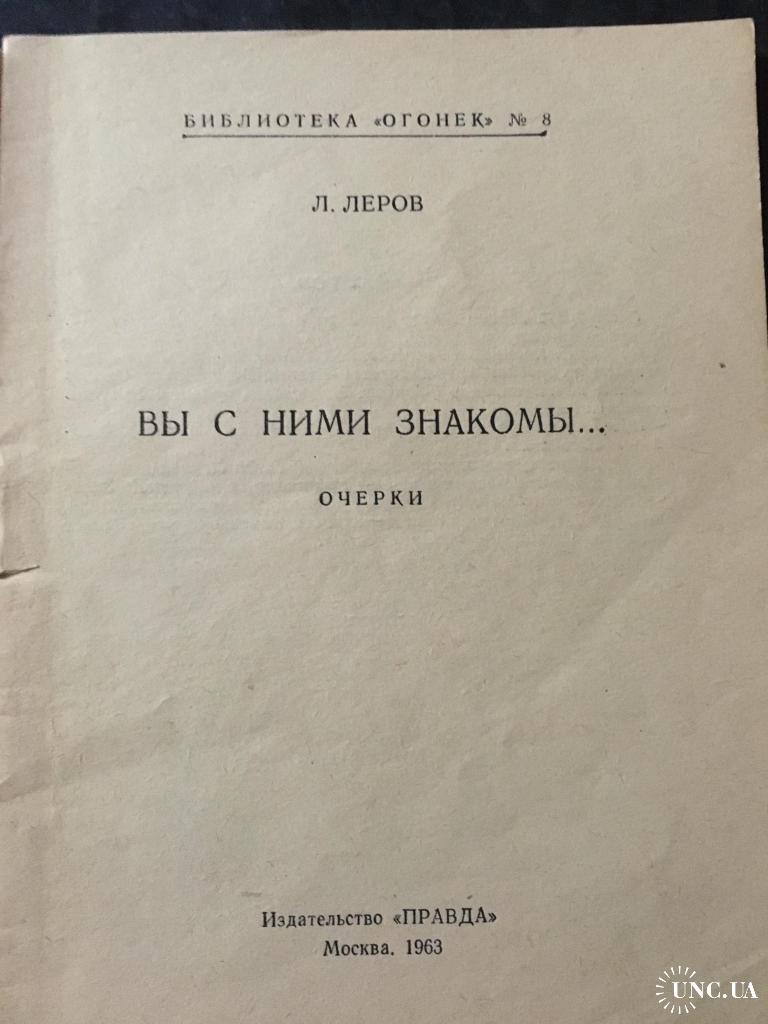 БИБЛИОТЕКА «ОГОНЕК» № 8
Л. ЛЕРОВ
ВЫ С НИМИ ЗНАКОМЫ...
ОЧЕРКИ
Издательство «ПРАВДА»
Москва. 1963
UNC.UA